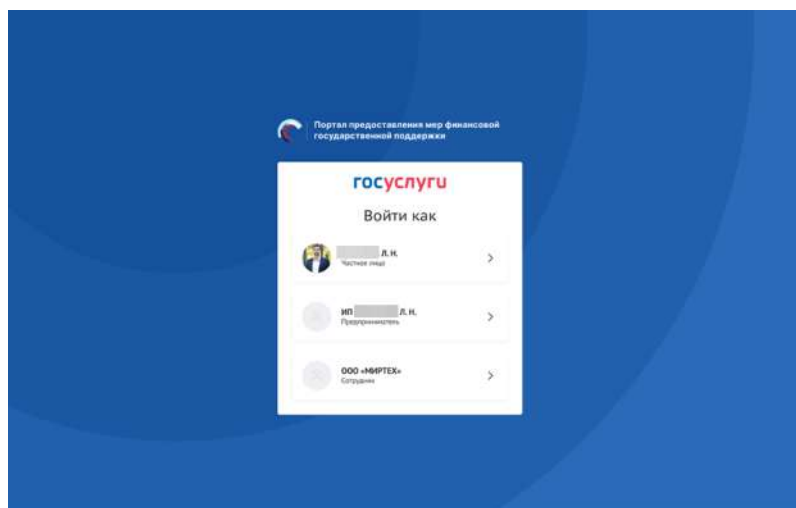 Портал предоставления мер финансовой
государственной поддержки
госуслуги
Войти как
Л. Н.
Частное лицо
ИП Л. Н.
Предприниматель
ООО «МИРТЕХ»
Сотрудник